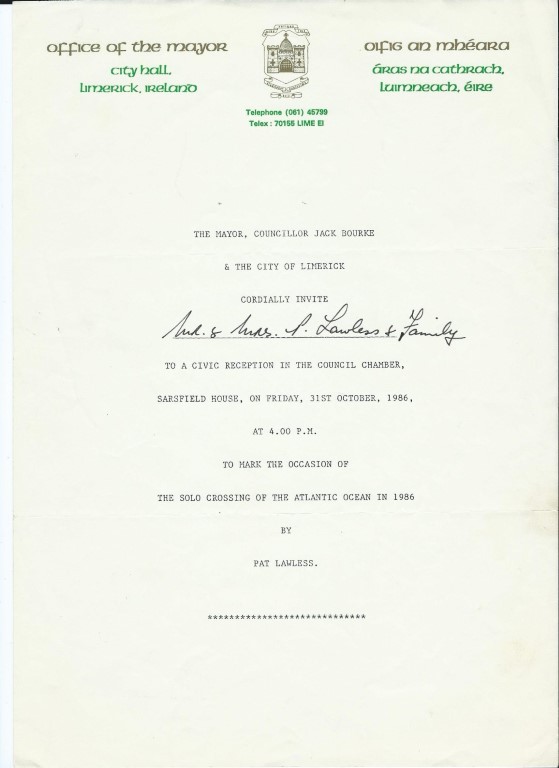 office of the mayor
city hall,
limerick, ireland
oifig an mhéara
áras na cathrach,
luimneach, éire
Telephone (061) 45799
Telex : 70155 LIME EI
THE MAYOR, COUNCILLOR JACK BOURKE
& THE CITY OF LIMERICK
CORDIALLY INVITE
Mr. & Mrs. P. Lawless & Family
TO A CIVIC RECEPTION IN THE COUNCIL CHAMBER,
SARSFIELD HOUSE, ON FRIDAY, 31ST OCTOBER, 1986,
AT 4.00 P.M.
TO MARK THE OCCASION OF
THE SOLO CROSSING OF THE ATLANTIC OCEAN IN 1986
BY
PAT LAWLESS.
*****************************